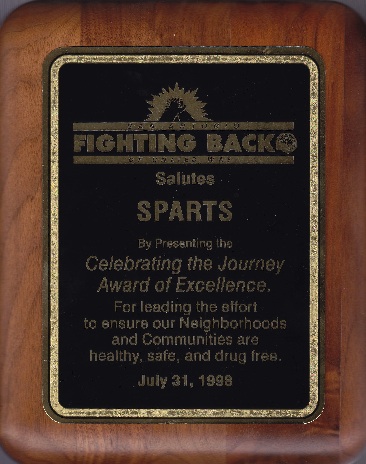 FIGHTING BACK
Salutes
SPARTS
By Presenting the
Celebrating the Journey
Award of Excellence.
For leading the effort
to ensure our Neighborhoods
and Communities are
healthy, safe, and drug free.
July 31, 1998